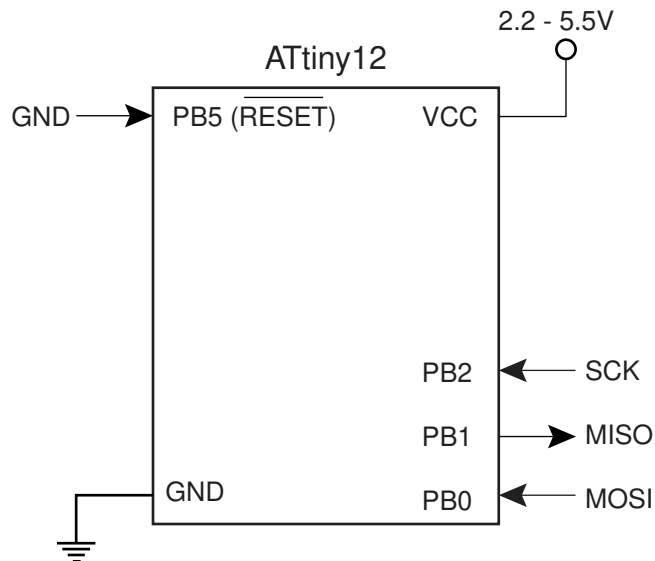 2.2 - 5.5V
ATtiny12
GND PB5 (RESET) VCC
PB2 SCK
PB1 MISO
GND PB0 MOSI